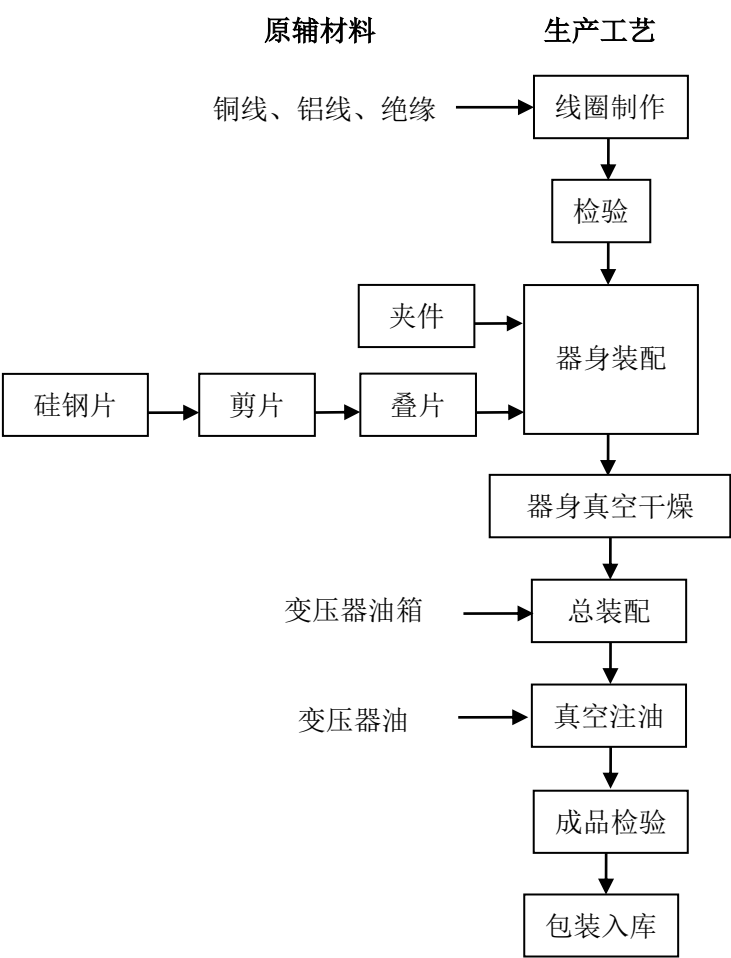 原辅材料
生产工艺
铜线、铝线、绝缘
线圈制作
检验
夹件
器身装配
硅钢片
剪片
叠片
器身真空干燥
变压器油箱
总装配
变压器油
真空注油
成品检验
包装入库